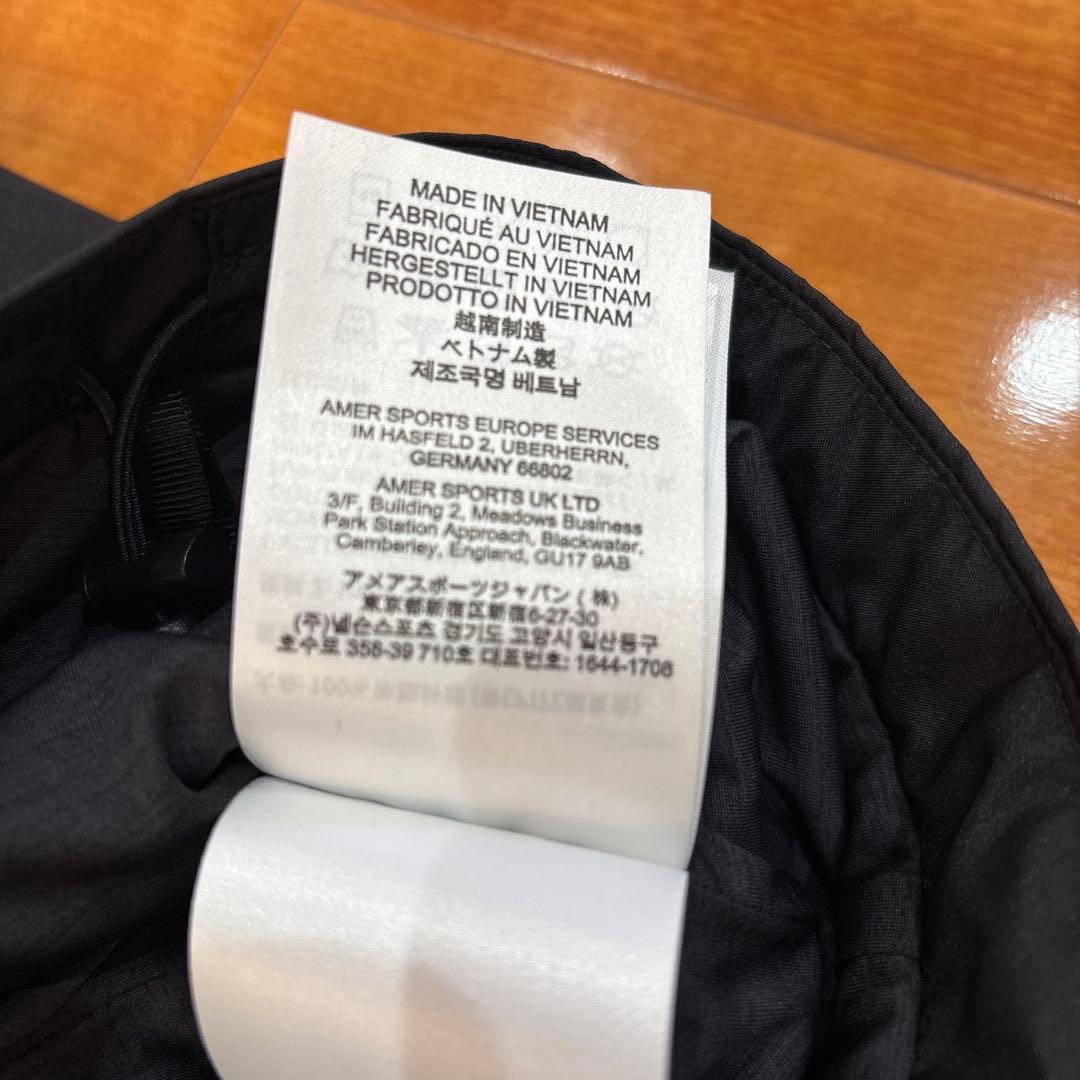 MADE IN VIETNAM
FABRIQUÉ AU VIETNAM
FABRICADO EN VIETNAM
HERGESTELLT IN VIETNAM
PRODOTTO IN VIETNAM
越南制造
ベトナム製
제조국명 베트남
AMER SPORTS EUROPE SERVICES
IM HASFELD 2, UBERHERRN,
GERMANY 66802
AMER SPORTS UK LTD
3/F, Building 2, Meadows Business
Park Station Approach, Blackwater,
Camberley, England, GU17 9AB
アメアスポーツジャパン (株)
東京都新宿区新宿6-27-30
(주)넬슨스포츠 경기도 고양시 일산동구
호수로 358-39 710호 대표번호: 1644-1708